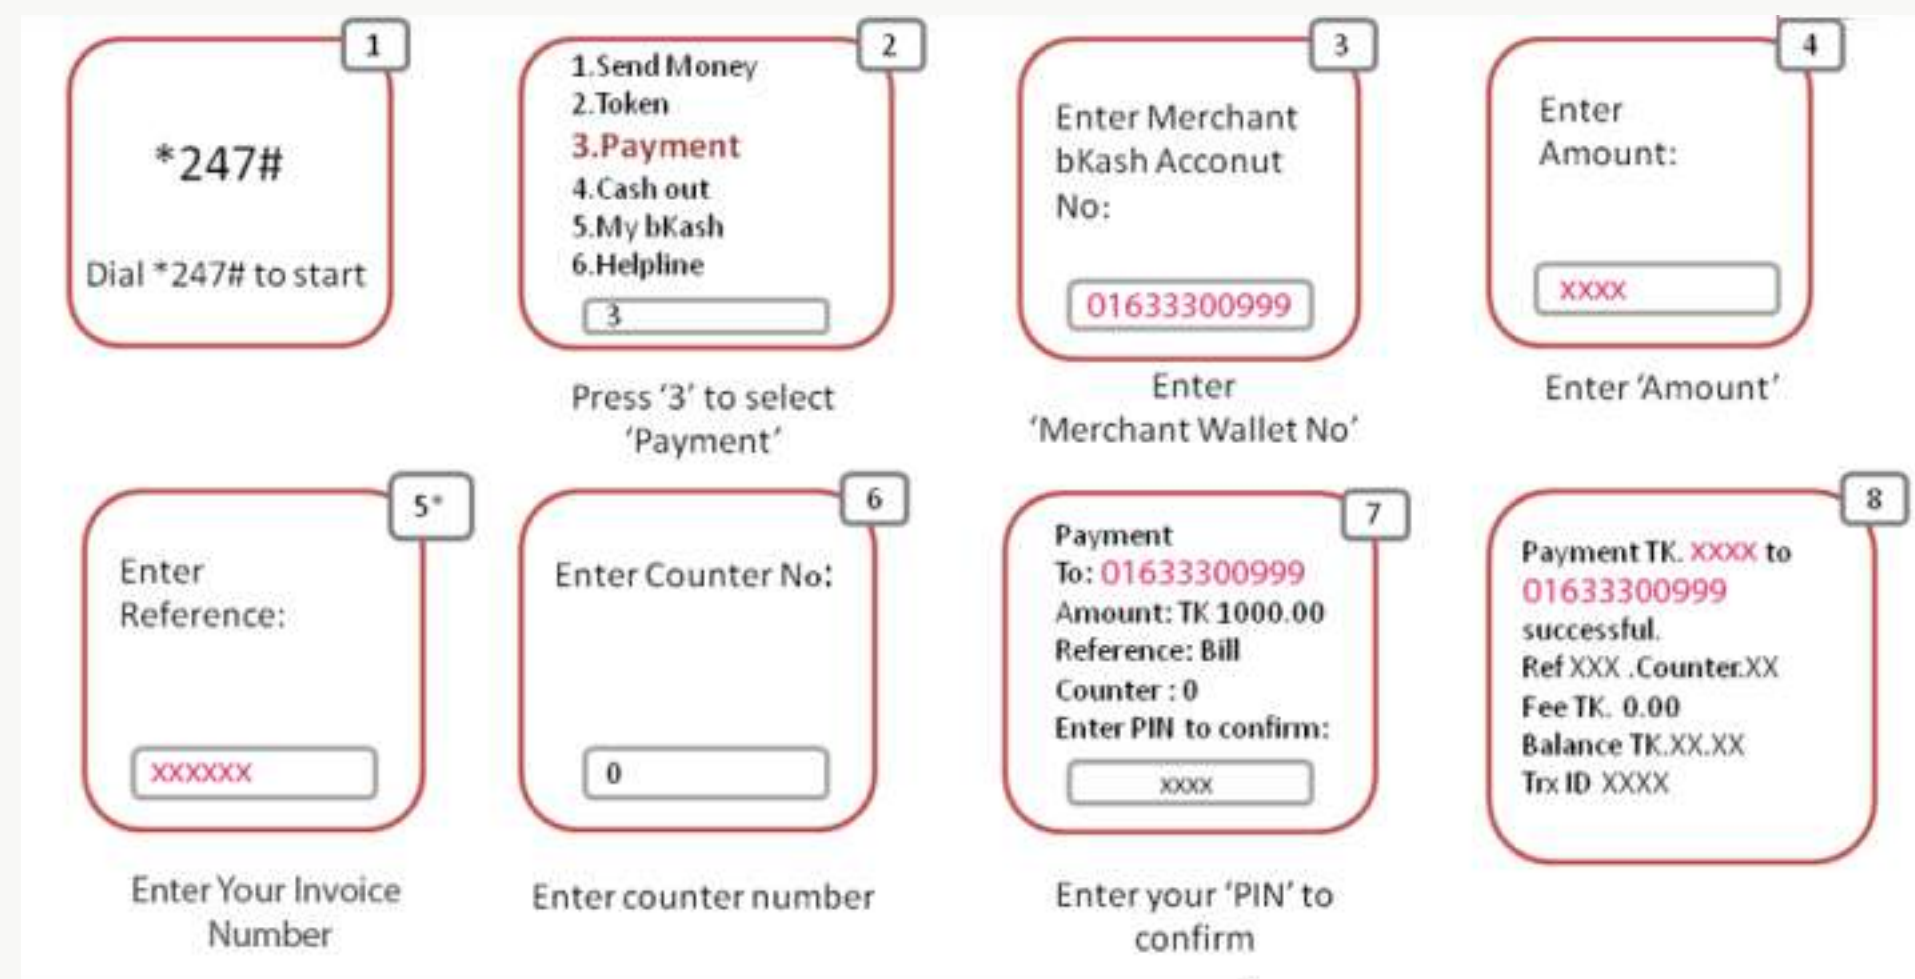 1
*247#
Dial *247# to start
2
1.Send Money
2.Token
3.Payment
4.Cash out
5.My bKash
6.Helpline
3
Press ‘3’ to select
‘Payment’
3
Enter Merchant
bKash Acconut
No:
01633300999
Enter
‘Merchant Wallet No’
4
Enter
Amount:
xxxx
Enter ‘Amount’
5*
Enter
Reference:
xxxxxx
Enter Your Invoice
Number
6
Enter Counter No:
0
Enter counter number
7
Payment
To: 01633300999
Amount: TK 1000.00
Reference: Bill
Counter : 0
Enter PIN to confirm:
xxxx
Enter your ‘PIN’ to
confirm
8
Payment TK. xxxx to
01633300999
successful.
Ref XXX .Counter.XX
Fee TK. 0.00
Balance TK.XX.XX
Trx ID XXXX